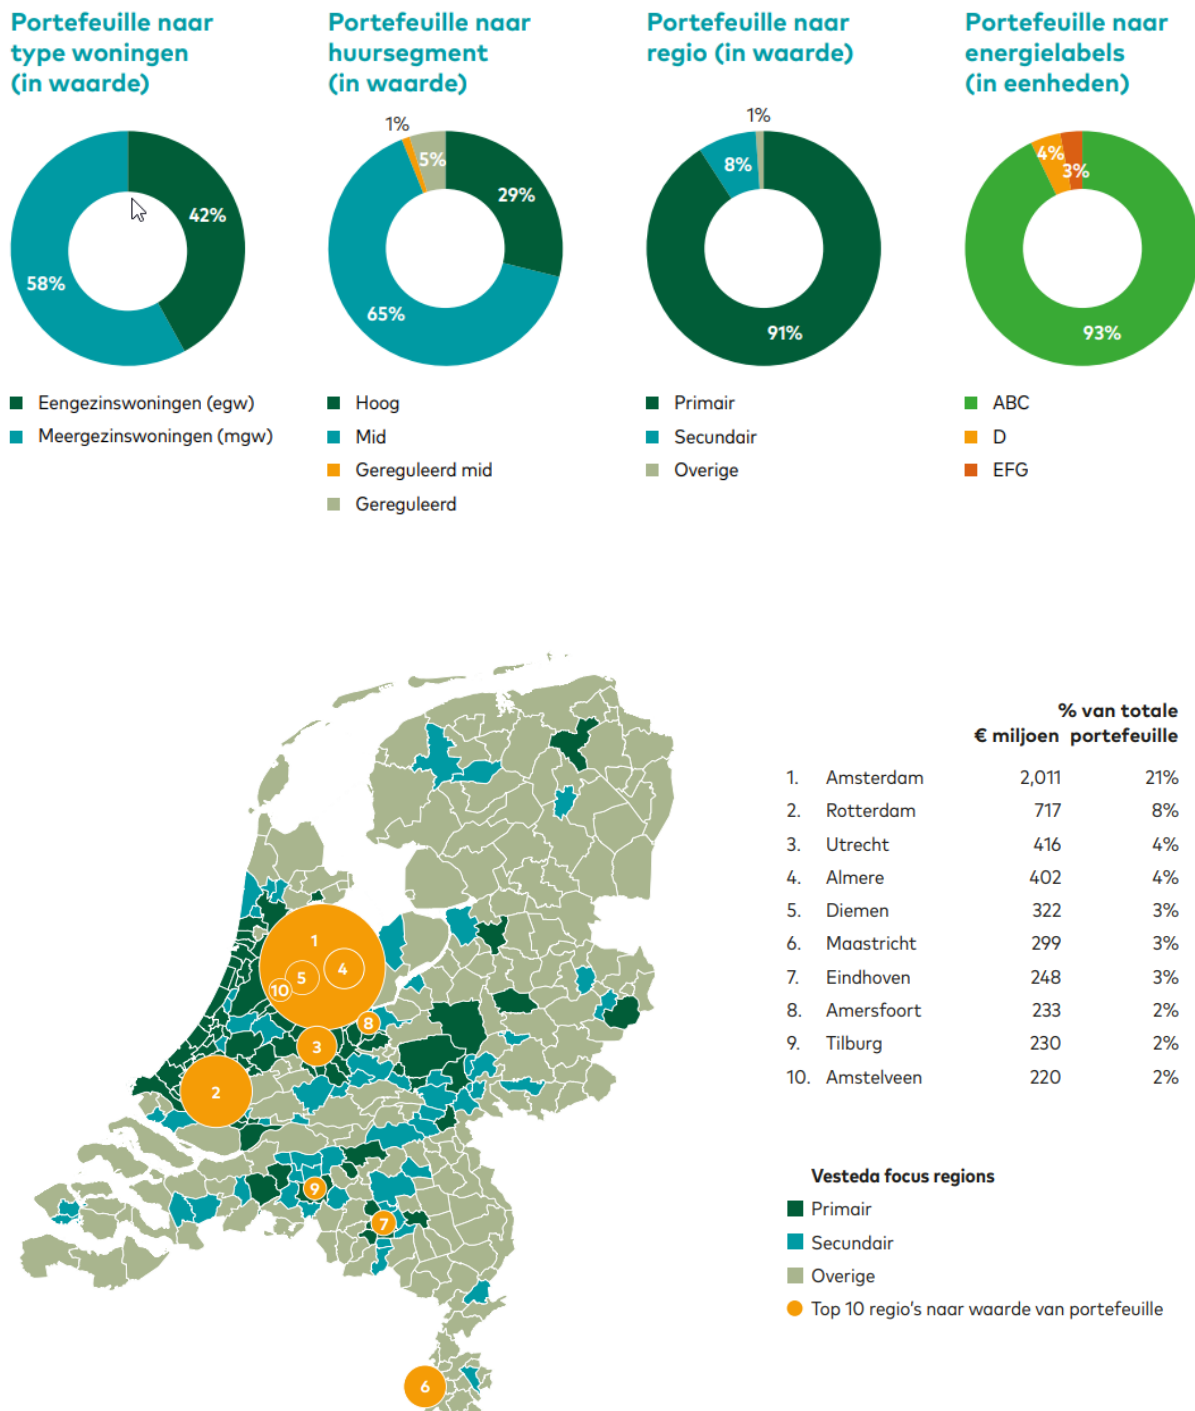 Portefeuille naar
type woningen
(in waarde)
42%
58%
Eengezinswoningen (egw)
Meergezinswoningen (mgw)
Portefeuille naar
huursegment
(in waarde)
1%
5%
29%
65%
Hoog
Mid
Gereguleerd mid
Gereguleerd
Portefeuille naar
regio (in waarde)
1%
8%
91%
Primair
Secundair
Overige
Portefeuille naar
energielabels
(in eenheden)
4%
3%
93%
ABC
D
EFG
1
4
5
10
8
3
2
9
7
6
% van totale
€ miljoen portefeuille
1. Amsterdam 2,011 21%
2. Rotterdam 717 8%
3. Utrecht 416 4%
4. Almere 402 4%
5. Diemen 322 3%
6. Maastricht 299 3%
7. Eindhoven 248 3%
8. Amersfoort 233 2%
9. Tilburg 230 2%
10. Amstelveen 220 2%
Vesteda focus regions
Primair
Secundair
Overige
Top 10 regio's naar waarde van portefeuille